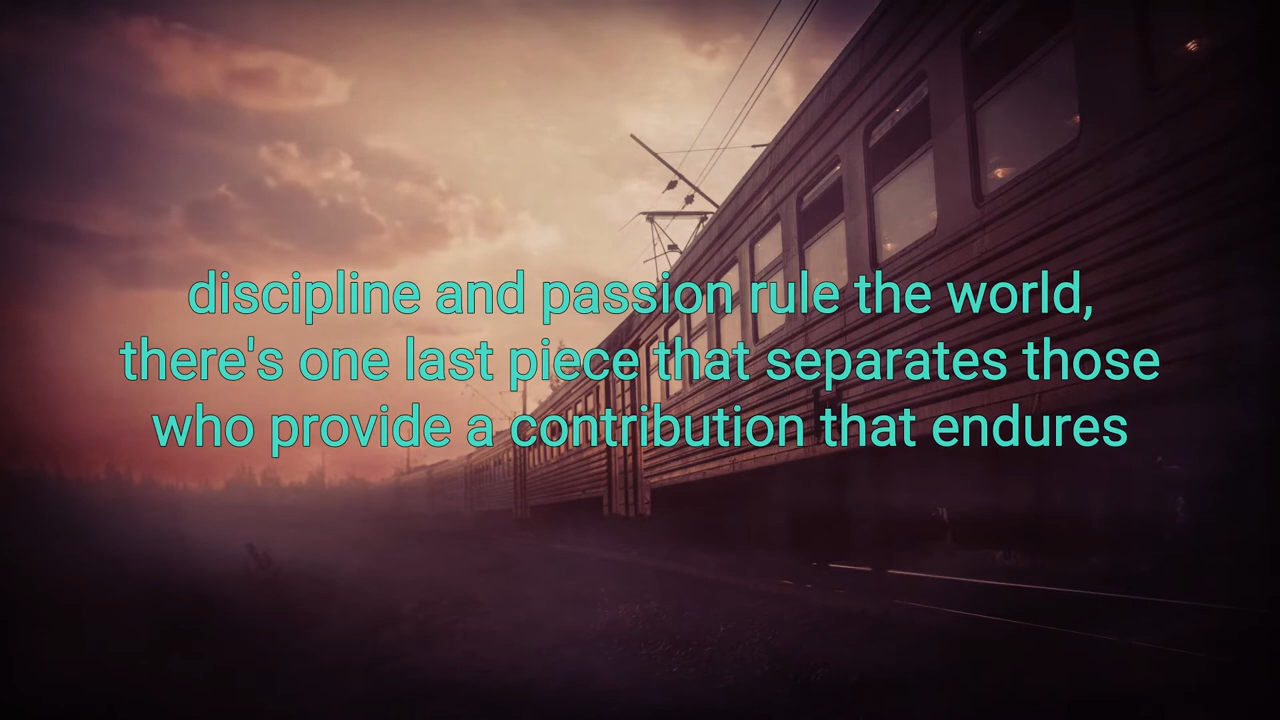 discipline and passion rule the world,
there's one last piece that separates those
who provide a contribution that endures